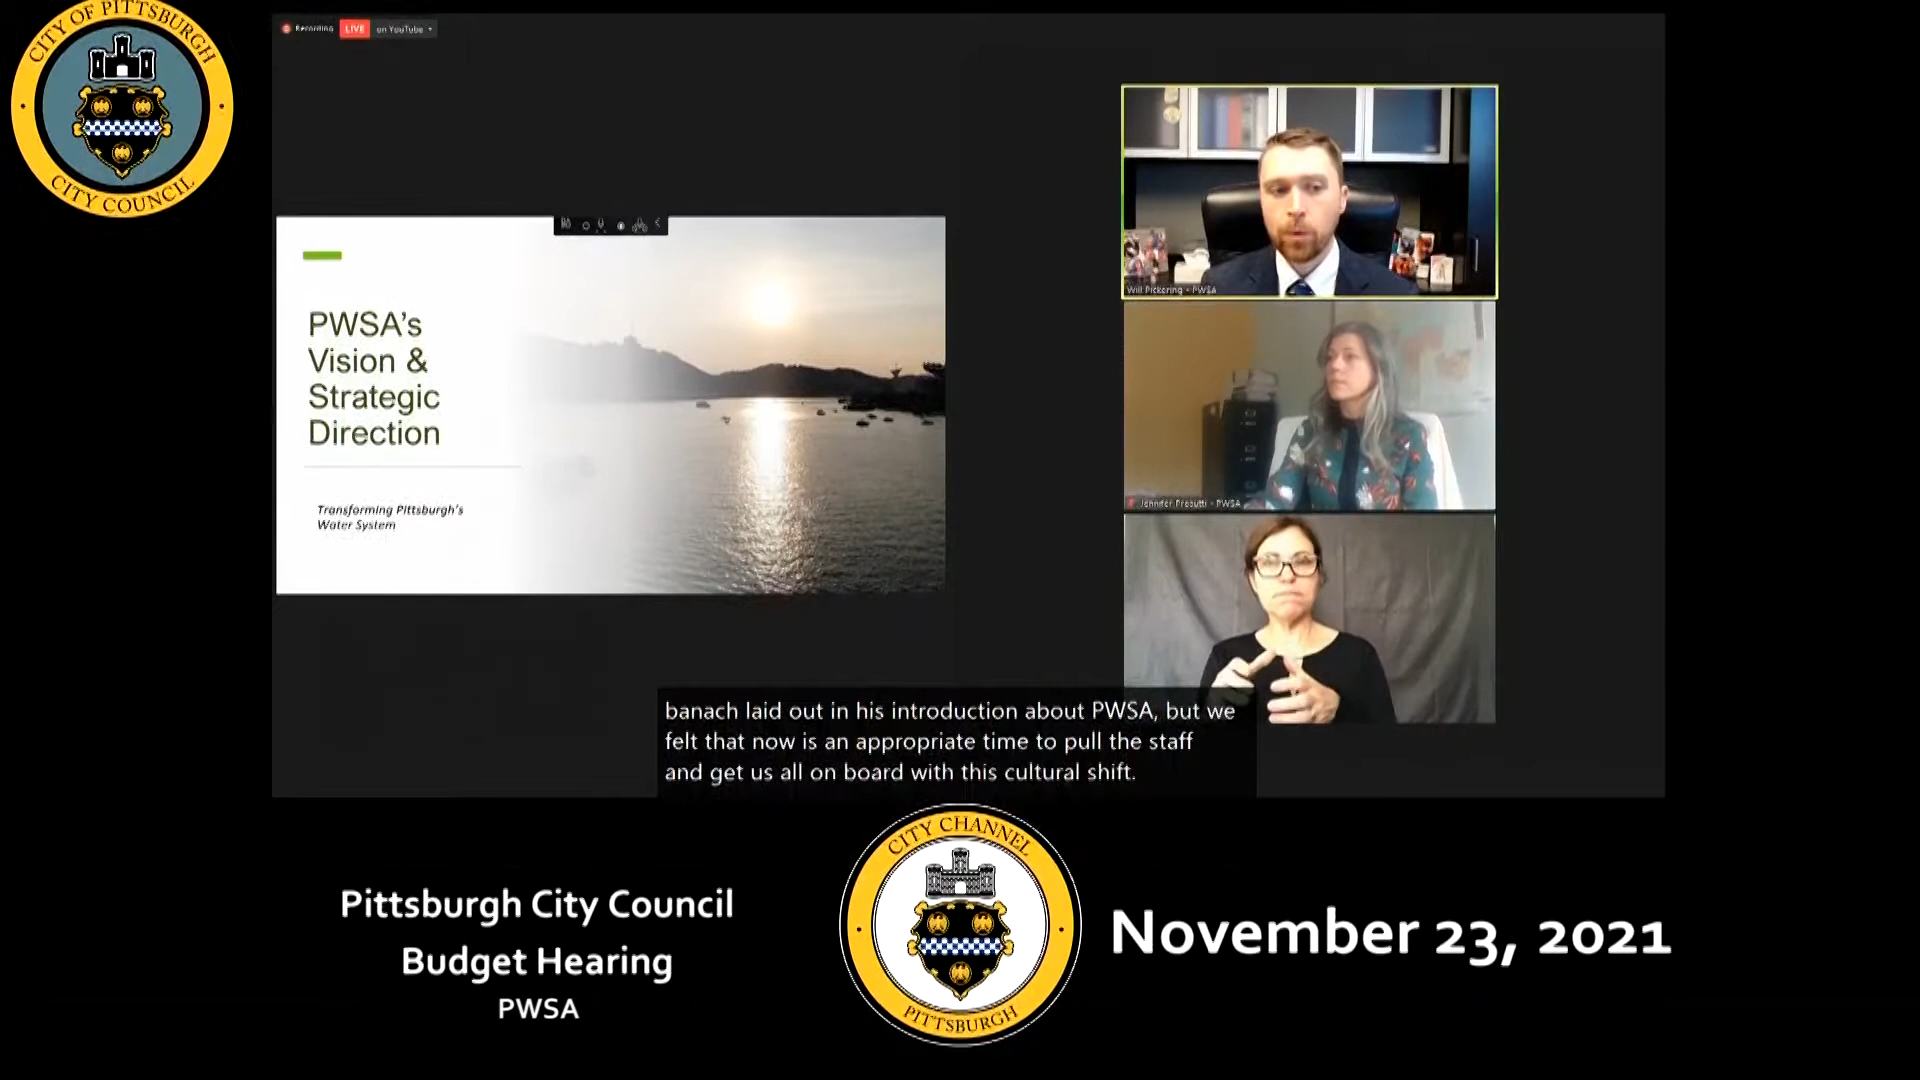 CITY OF PITTSBURGH
CITY COUNCIL
Recording
LIVE on YouTube
PWSA's
Vision &
Strategic
Direction
Transforming Pittsburgh's
Water System
Will Pickering - PWSA
Jennifer Presutti - PWSA
banach laid out in his introduction about PWSA, but we
felt that now is an appropriate time to pull the staff
and get us all on board with this cultural shift.
Pittsburgh City Council
Budget Hearing
PWSA
CITY CHANNEL
PITTSBURGH
November 23, 2021